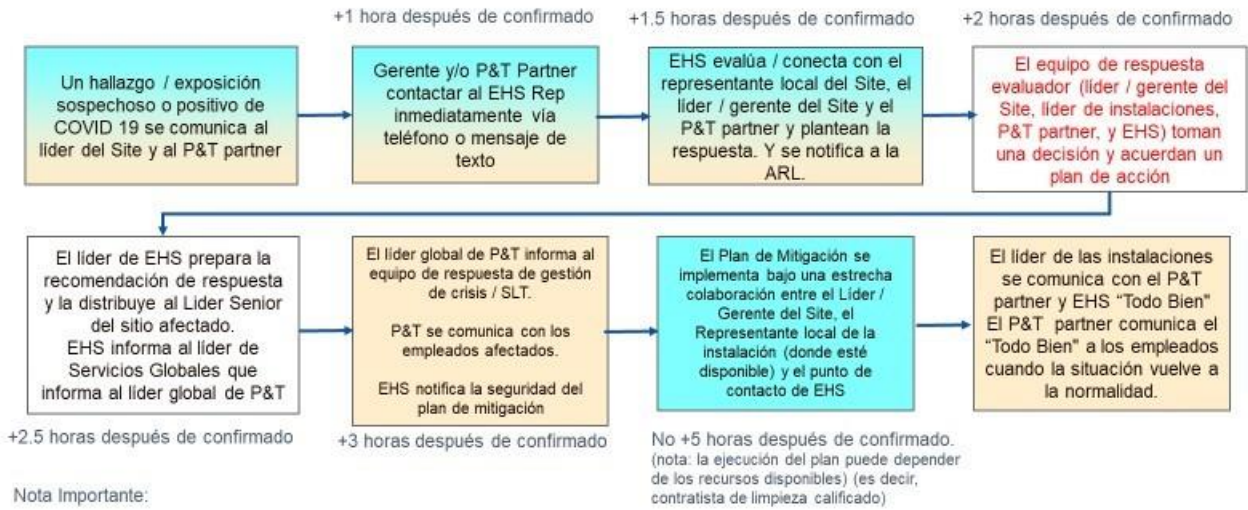 +1 hora después de confirmado
+1.5 horas después de confirmado
+2 horas después de confirmado
Un hallazgo / exposición
sospechoso o positivo de
COVID 19 se comunica al
líder del Site y al P&T partner
Gerente y/o P&T Partner
contactar al EHS Rep
inmediatamente vía
teléfono o mensaje de
texto
EHS evalúa / conecta con el
representante local del Site, el
líder / gerente del Site y el
P&T partner y plantean la
respuesta. Y se notifica a la
ARL.
El equipo de respuesta
evaluador (líder / gerente del
Site, líder de instalaciones,
P&T partner, y EHS) toman
una decisión y acuerdan un
plan de acción
El líder de EHS prepara la
recomendación de respuesta
y la distribuye al Lider Senior
del sitio afectado.
EHS informa al líder de
Servicios Globales que
informa al líder global de P&T
El líder global de P&T informa al
equipo de respuesta de gestión
de crisis / SLT.
P&T se comunica con los
empleados afectados.
EHS notifica la seguridad del
plan de mitigación
El Plan de Mitigación se
implementa bajo una estrecha
colaboración entre el Líder /
Gerente del Site, el
Representante local de la
instalación (donde esté
disponible) y el punto de
contacto de EHS
El líder de las instalaciones
se comunica con el P&T
partner y EHS “Todo Bien”
El P&T partner comunica el
“Todo Bien” a los empleados
cuando la situación vuelve a
la normalidad.
+2.5 horas después de confirmado
+3 horas después de confirmado
No +5 horas después de confirmado.
(nota: la ejecución del plan puede depender
de los recursos disponibles) (es decir,
contratista de limpieza calificado)
Nota Importante: